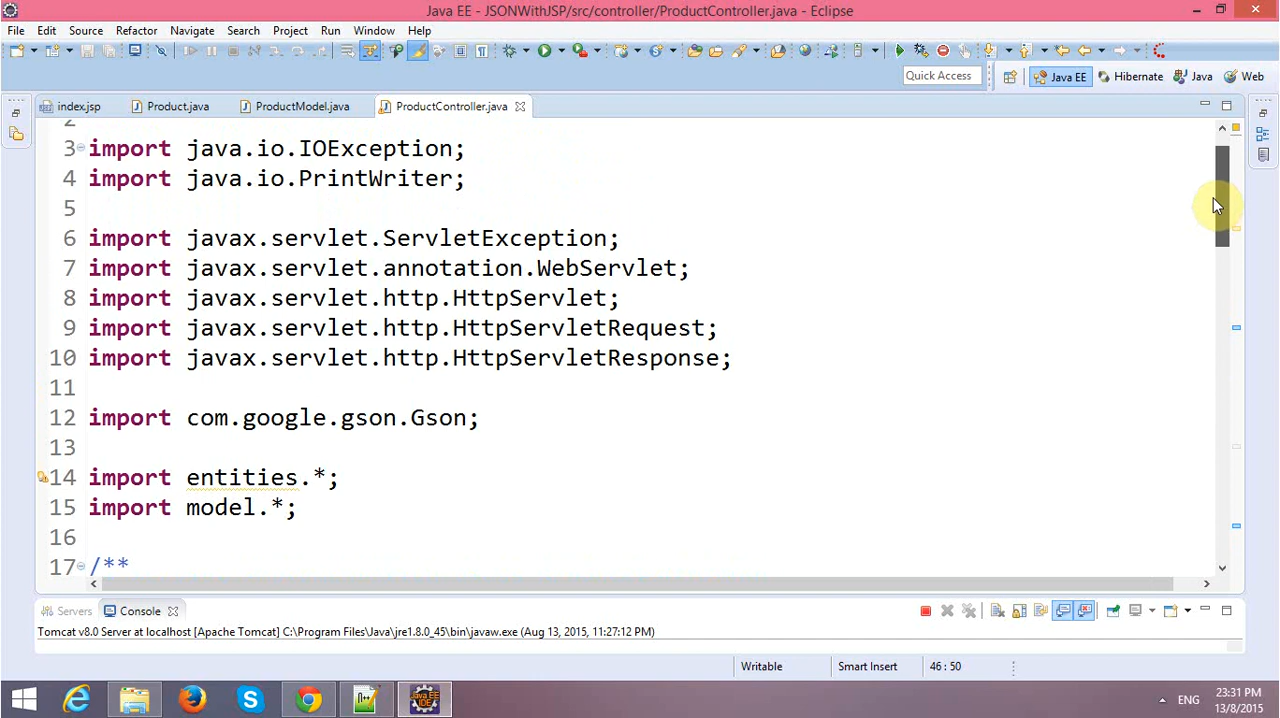 Java EE - JSONWithJSP/src/controller/ProductController.java - Eclipse
File Edit Source Refactor Navigate Search Project Run Window Help
Quick Access Java EE Hibernate Java Web
index.jsp Product.java ProductModel.java ProductController.java
2
3 import java.io.IOException;
4 import java.io.PrintWriter;
5
6 import javax.servlet.ServletException;
7 import javax.servlet.annotation.WebServlet;
8 import javax.servlet.http.HttpServlet;
9 import javax.servlet.http.HttpServletRequest;
10 import javax.servlet.http.HttpServletResponse;
11
12 import com.google.gson.Gson;
13
14 import entities.*;
15 import model.*;
16
17 /**
Servers Console
Tomcat v8.0 Server at localhost [Apache Tomcat] C:\Program Files\Java\jre1.8.0_45\bin\javaw.exe (Aug 13, 2015, 11:27:12 PM)
Writable Smart Insert 46 : 50
ENG 23:31 PM
13/8/2015